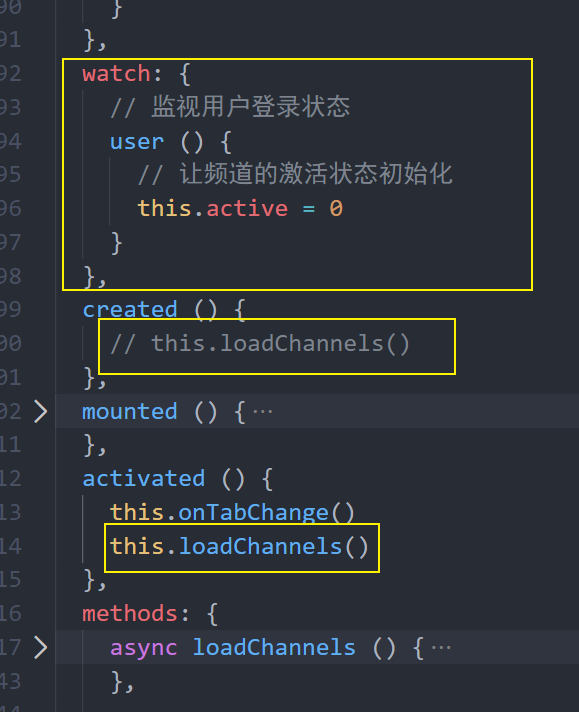 90 }
91 },
92 watch: {
93 // 监视用户登录状态
94 user () {
95 // 让频道的激活状态初始化
96 this.active = 0
97 }
98 },
99 created () {
00 // this.loadChannels()
01 },
02 mounted () { ···
11 },
12 activated () {
13 this.onTabChange()
14 this.loadChannels()
15 },
16 methods: {
17 async loadChannels () { ···
43 },